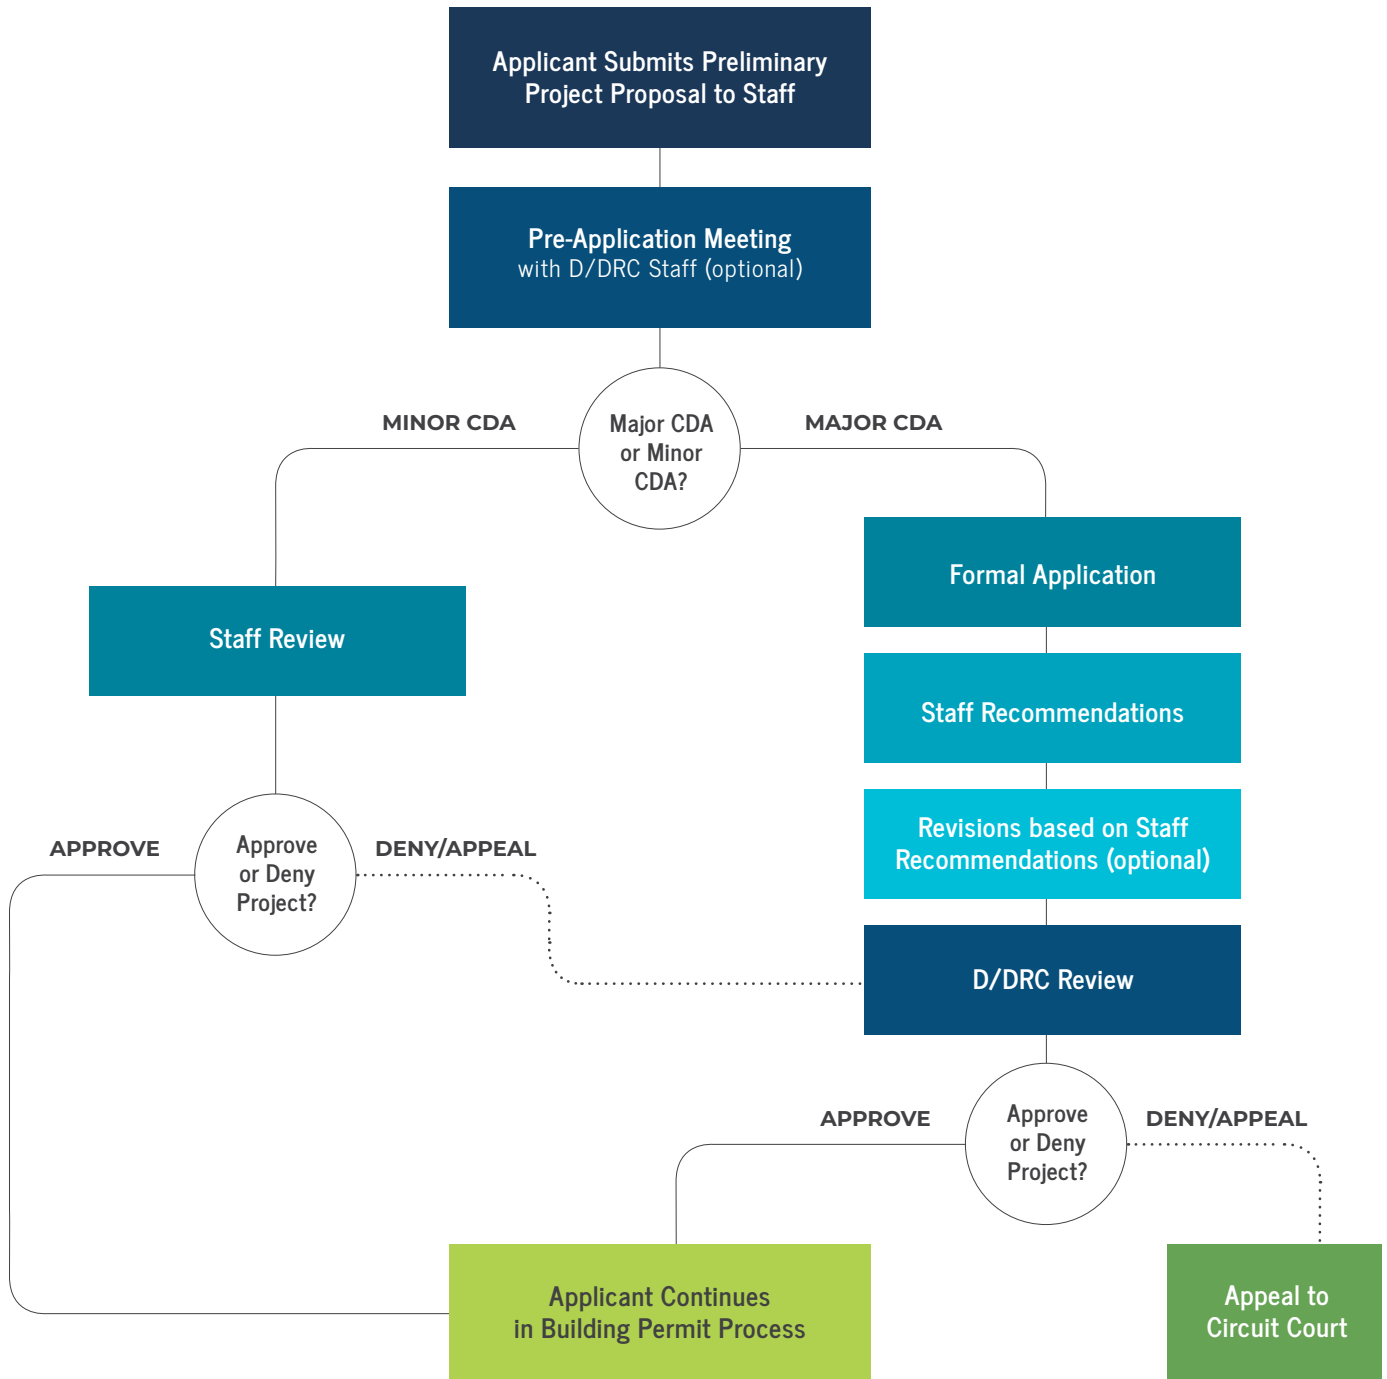 Applicant Submits Preliminary
Project Proposal to Staff
Pre-Application Meeting
with D/DRC Staff (optional)
MINOR CDA
Major CDA
or Minor
CDA?
MAJOR CDA
Formal Application
Staff Review
Staff Recommendations
Revisions based on Staff
Recommendations (optional)
APPROVE
Approve
or Deny
Project?
DENY/APPEAL
D/DRC Review
APPROVE
Approve
or Deny
Project?
DENY/APPEAL
Applicant Continues
in Building Permit Process
Appeal to
Circuit Court